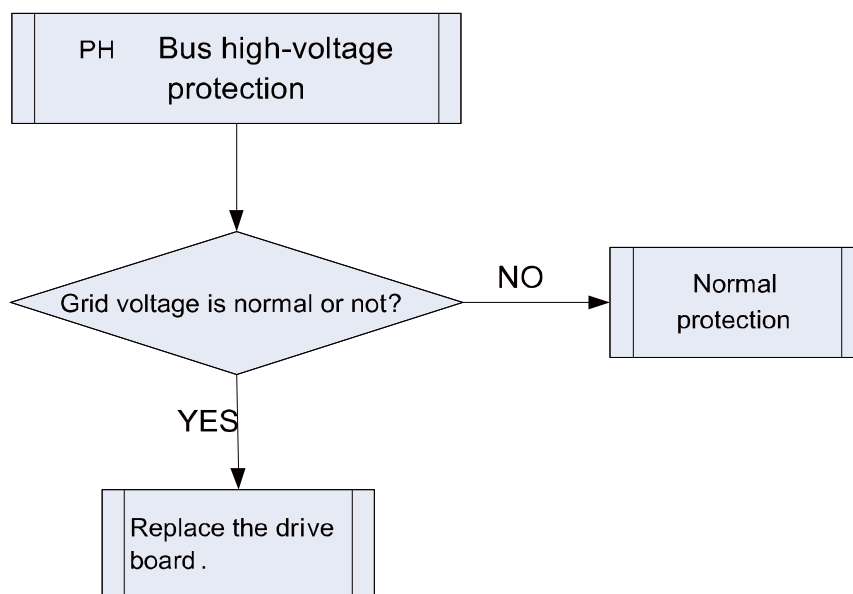 PH Bus high-voltage
protection
Grid voltage is normal or not?
NO
Normal
protection
YES
Replace the drive
board .